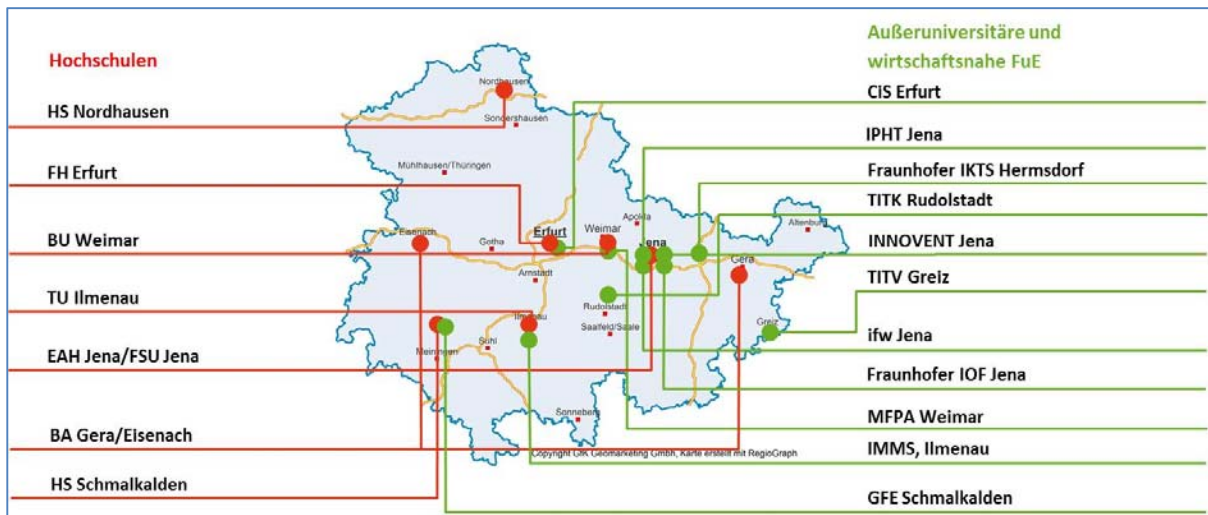 Hochschulen
HS Nordhausen
FH Erfurt
BU Weimar
TU Ilmenau
EAH Jena/FSU Jena
BA Gera/Eisenach
HS Schmalkalden
Nordhausen
Sondershausen
Mühlhausen/Thüringen
Eisenach
Gotha
Erfurt
Weimar
Apolda
Jena
Gera
Altenburg
Arnstadt
Rudolstadt
Saalfeld/Saale
Ilmenau
Suhl
Meiningen
Greiz
Sonneberg
Copyright GfK Geomarketing Gmbh, Karte erstellt mit RegioGraph
Außeruniversitäre und
wirtschaftsnahe FuE
CiS Erfurt
IPHT Jena
Fraunhofer IKTS Hermsdorf
TITK Rudolstadt
INNOVENT Jena
TITV Greiz
ifw Jena
Fraunhofer IOF Jena
MFPA Weimar
IMMS, Ilmenau
GFE Schmalkalden